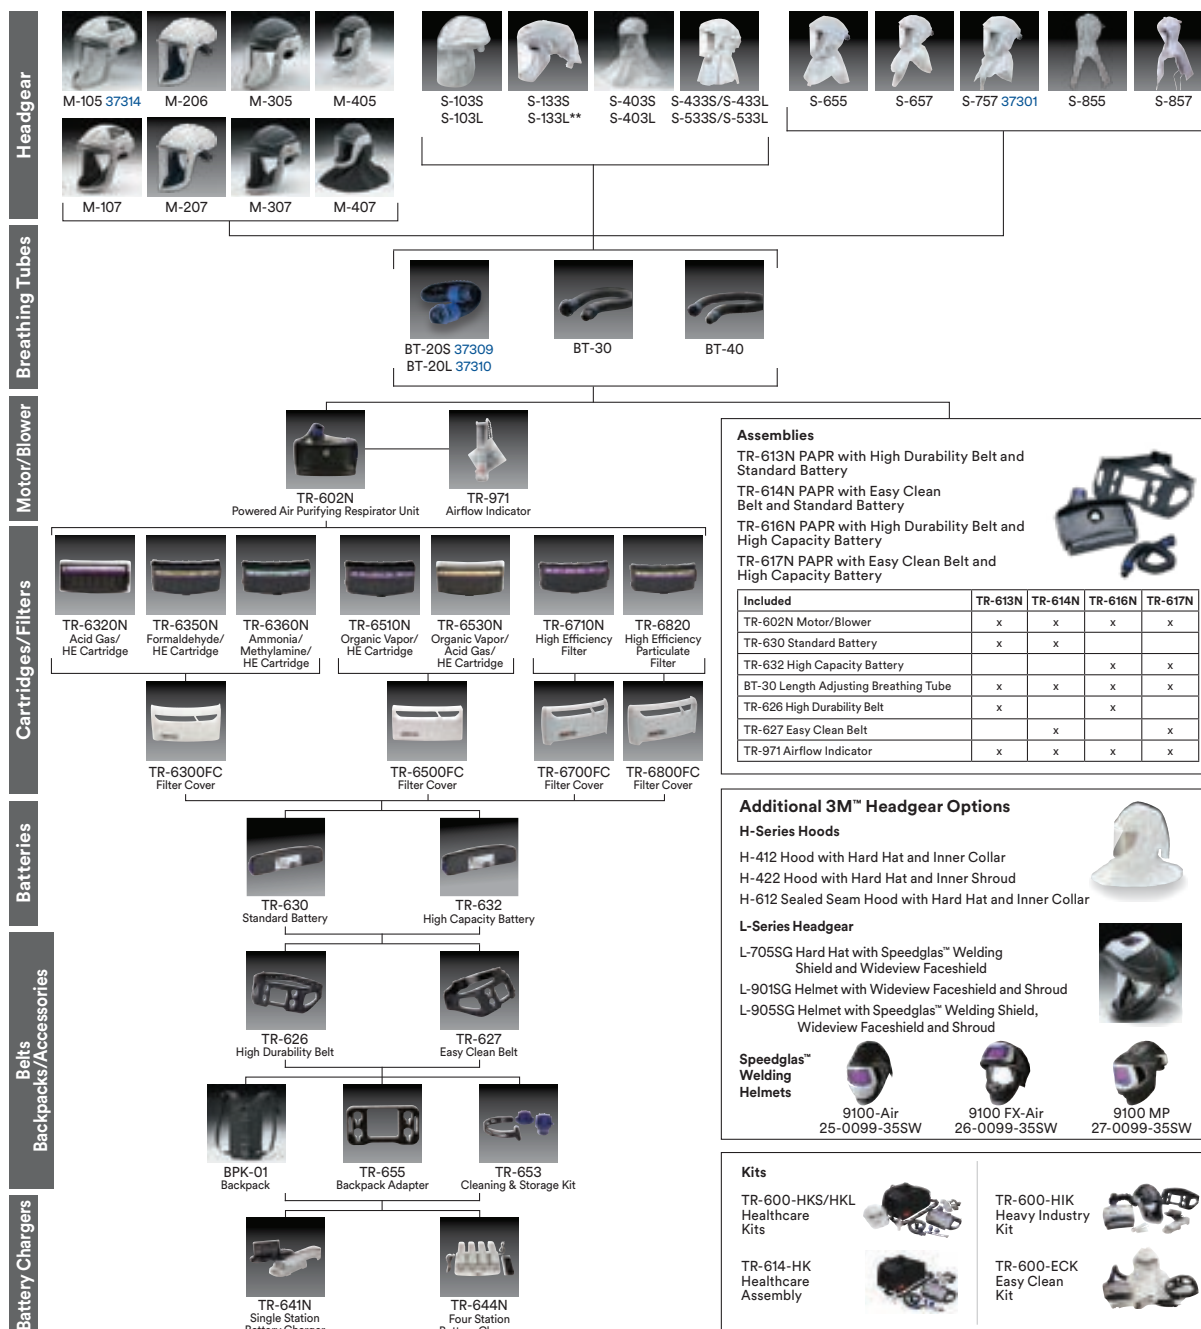 Headgear
M-105 37314
M-206
M-305
M-405
M-107
M-207
M-307
M-407
S-103S
S-103L
S-133S
S-133L**
S-403S
S-403L
S-433S/S-433L
S-533S/S-533L
S-655
S-657
S-757 37301
S-855
S-857
Breathing Tubes
BT-20S 37309
BT-20L 37310
BT-30
BT-40
Motor/Blower
TR-602N
Powered Air Purifying Respirator Unit
TR-971
Airflow Indicator
Cartridges/Filters
TR-6320N
Acid Gas/
HE Cartridge
TR-6350N
Formaldehyde/
HE Cartridge
TR-6360N
Ammonia/
Methylamine/
HE Cartridge
TR-6510N
Organic Vapor/
HE Cartridge
TR-6530N
Organic Vapor/
Acid Gas/
HE Cartridge
TR-6710N
High Efficiency
Filter
TR-6820
High Efficiency
Particulate
Filter
TR-6300FC
Filter Cover
TR-6500FC
Filter Cover
TR-6700FC
Filter Cover
TR-6800FC
Filter Cover
Batteries
TR-630
Standard Battery
TR-632
High Capacity Battery
Belts
Backpacks/Accessories
TR-626
High Durability Belt
TR-627
Easy Clean Belt
BPK-01
Backpack
TR-655
Backpack Adapter
TR-653
Cleaning & Storage Kit
Battery Chargers
TR-641N
Single Station
Battery Charger
TR-644N
Four Station
Assemblies
TR-613N PAPR with High Durability Belt and
Standard Battery
TR-614N PAPR with Easy Clean
Belt and Standard Battery
TR-616N PAPR with High Durability Belt and
High Capacity Battery
TR-617N PAPR with Easy Clean Belt and
High Capacity Battery
Included TR-613N TR-614N TR-616N TR-617N
TR-602N Motor/Blower x x x x
TR-630 Standard Battery x x
TR-632 High Capacity Battery x x
BT-30 Length Adjusting Breathing Tube x x x x
TR-626 High Durability Belt x x
TR-627 Easy Clean Belt x x
TR-971 Airflow Indicator x x x x
Additional 3M™ Headgear Options
H-Series Hoods
H-412 Hood with Hard Hat and Inner Collar
H-422 Hood with Hard Hat and Inner Shroud
H-612 Sealed Seam Hood with Hard Hat and Inner Collar
L-Series Headgear
L-705SG Hard Hat with Speedglas™ Welding
Shield and Wideview Faceshield
L-901SG Helmet with Wideview Faceshield and Shroud
L-905SG Helmet with Speedglas™ Welding Shield,
Wideview Faceshield and Shroud
Speedglas™
Welding
Helmets
9100-Air
25-0099-35SW
9100 FX-Air
26-0099-35SW
9100 MP
27-0099-35SW
Kits
TR-600-HKS/HKL
Healthcare
Kits
TR-600-HIK
Heavy Industry
Kit
TR-614-HK
Healthcare
Assembly
TR-600-ECK
Easy Clean
Kit